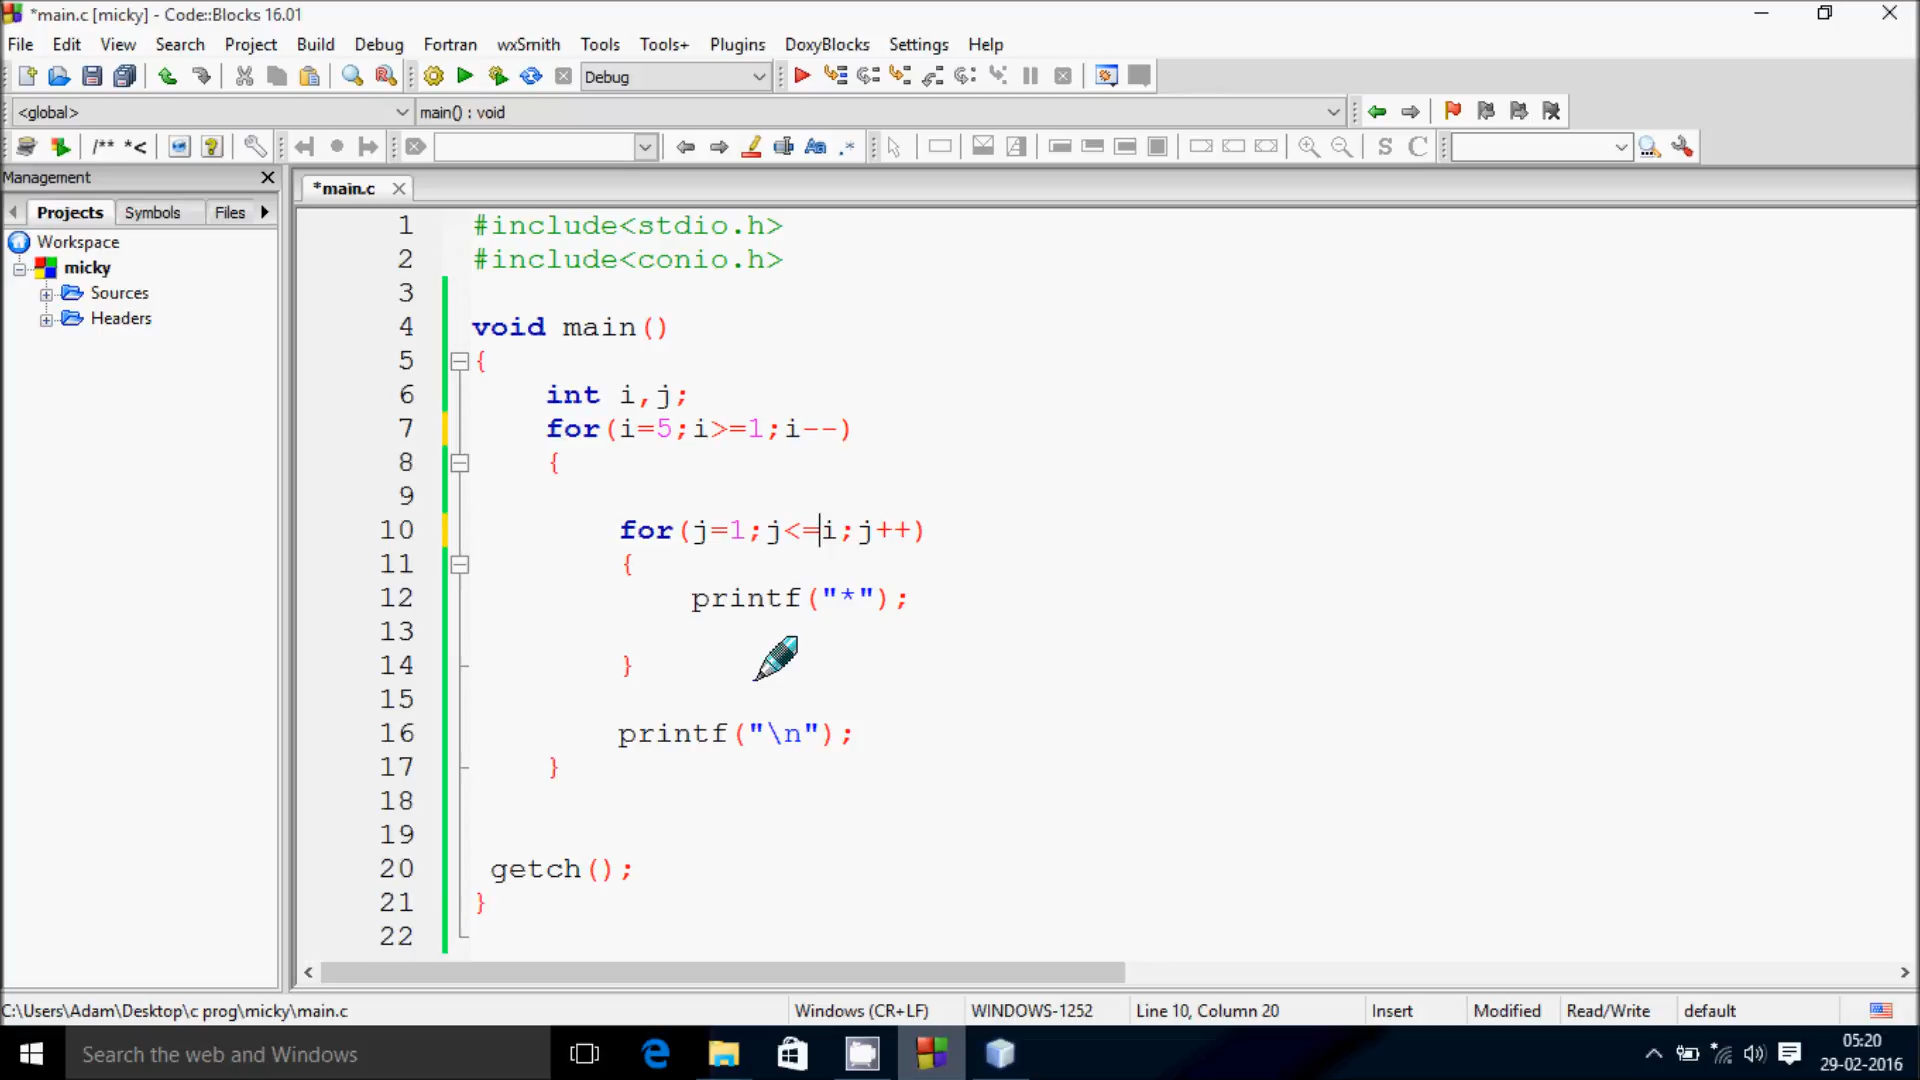 *main.c [micky] - Code::Blocks 16.01
File Edit View Search Project Build Debug Fortran wxSmith Tools Tools+ Plugins DoxyBlocks Settings Help
Debug
<global> main() : void
/** *< Aa .* S C
Management
Projects Symbols Files
*main.c
Workspace
micky
Sources
Headers
1 #include<stdio.h>
2 #include<conio.h>
3
4 void main()
5 {
6 int i,j;
7 for(i=5;i>=1;i--)
8 {
9
10 for(j=1;j<=i;j++)
11 {
12 printf("*");
13
14 }
15
16 printf("\n");
17 }
18
19
20 getch();
21 }
22
C:\Users\Adam\Desktop\c prog\micky\main.c Windows (CR+LF) WINDOWS-1252 Line 10, Column 20 Insert Modified Read/Write default
Search the web and Windows
05:20
29-02-2016